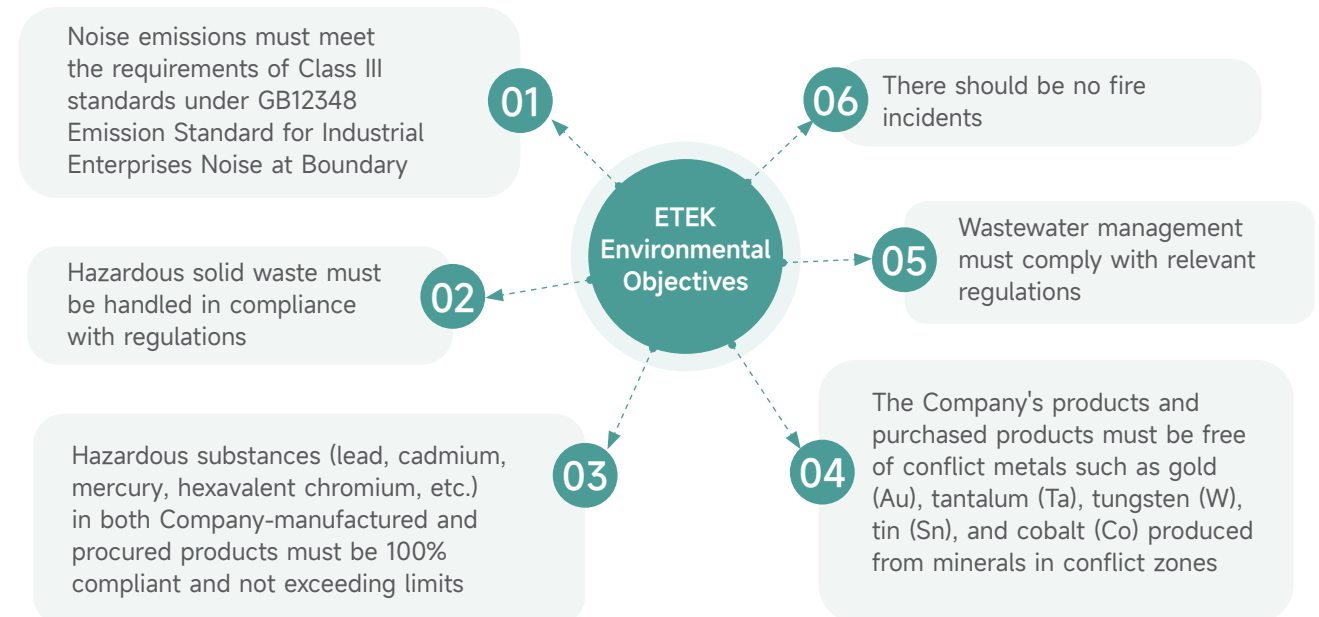 ETEK
Environmental
Objectives
01
Noise emissions must meet
the requirements of Class III
standards under GB12348
Emission Standard for Industrial
Enterprises Noise at Boundary
02
Hazardous solid waste must
be handled in compliance
with regulations
03
Hazardous substances (lead, cadmium,
mercury, hexavalent chromium, etc.)
in both Company-manufactured and
procured products must be 100%
compliant and not exceeding limits
04
The Company's products and
purchased products must be free
of conflict metals such as gold
(Au), tantalum (Ta), tungsten (W),
tin (Sn), and cobalt (Co) produced
from minerals in conflict zones
05
Wastewater management
must comply with relevant
regulations
06
There should be no fire
incidents